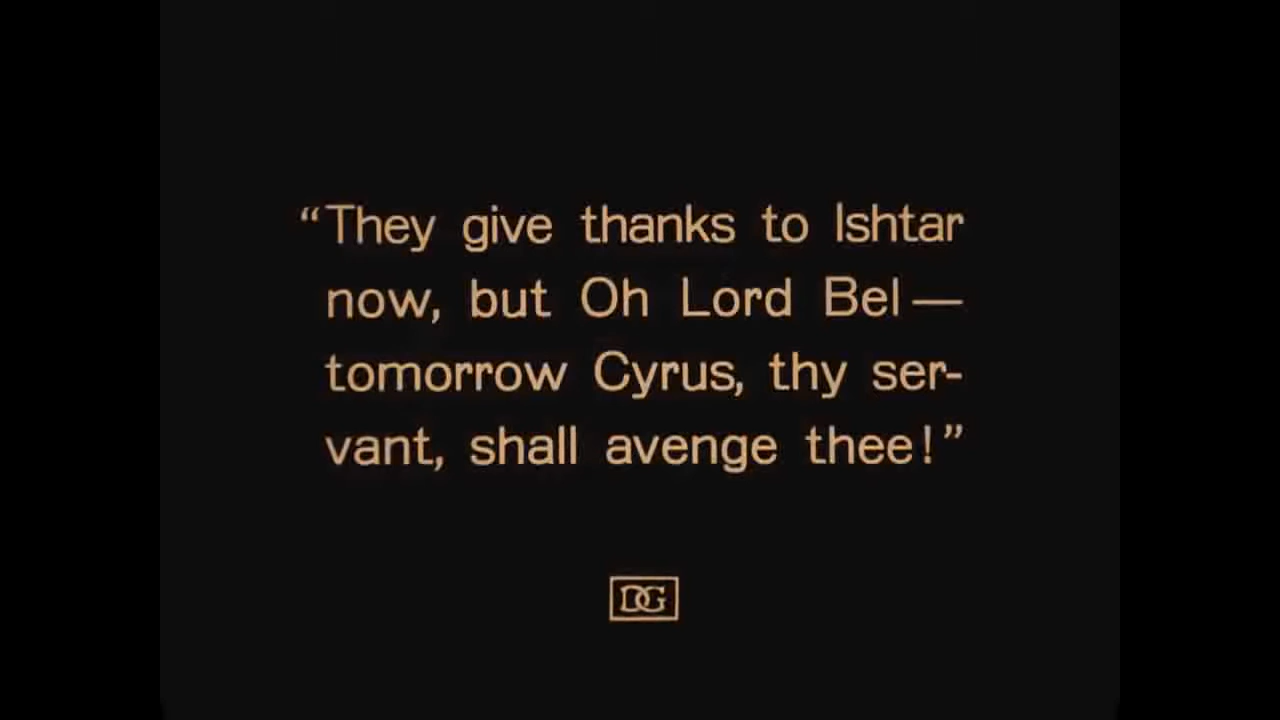 “They give thanks to Ishtar
now, but Oh Lord Bel —
tomorrow Cyrus, thy ser-
vant, shall avenge thee!”
DG